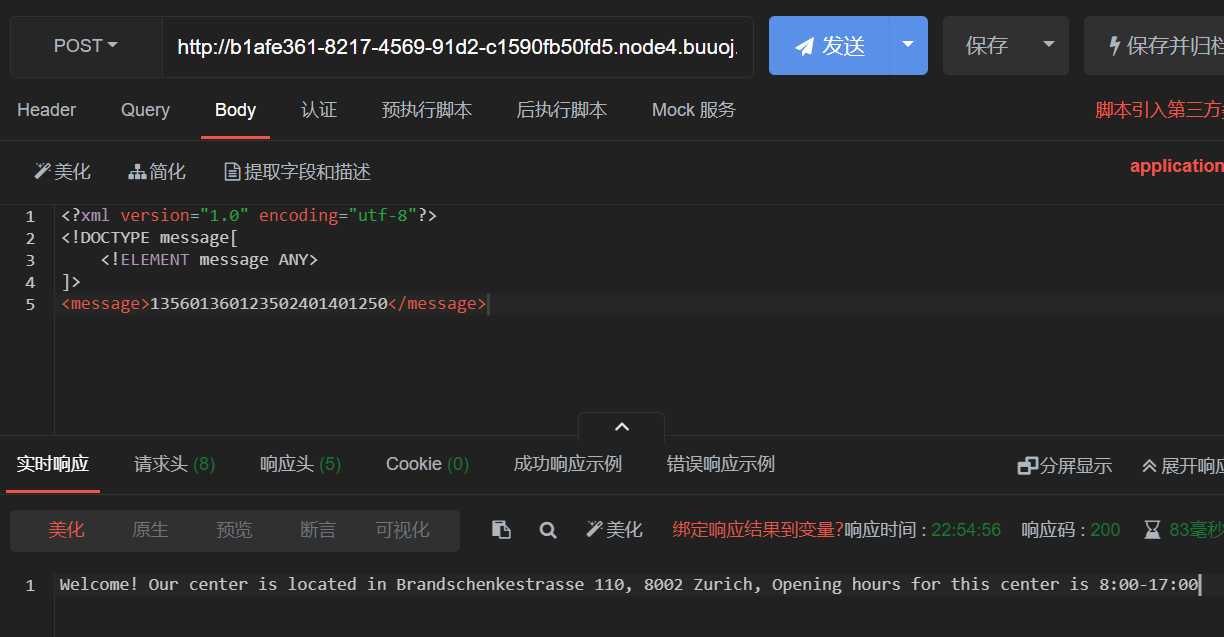 POST http://b1afe361-8217-4569-91d2-c1590fb50fd5.node4.buuoj. 发送 保存 保存并归档
Header Query Body 认证 预执行脚本 后执行脚本 Mock 服务 脚本引入第三方
美化 简化 提取字段和描述 application
1 <?xml version="1.0" encoding="utf-8"?>
2 <!DOCTYPE message[
3 <!ELEMENT message ANY>
4 ]>
5 <message>135601360123502401401250</message>
实时响应 请求头 (8) 响应头 (5) Cookie (0) 成功响应示例 错误响应示例 分屏显示 展开响应
美化 原生 预览 断言 可视化 美化 绑定响应结果到变量?响应时间 : 22:54:56 响应码 : 200 83毫秒
1 Welcome! Our center is located in Brandschenkestrasse 110, 8002 Zurich, Opening hours for this center is 8:00-17:00